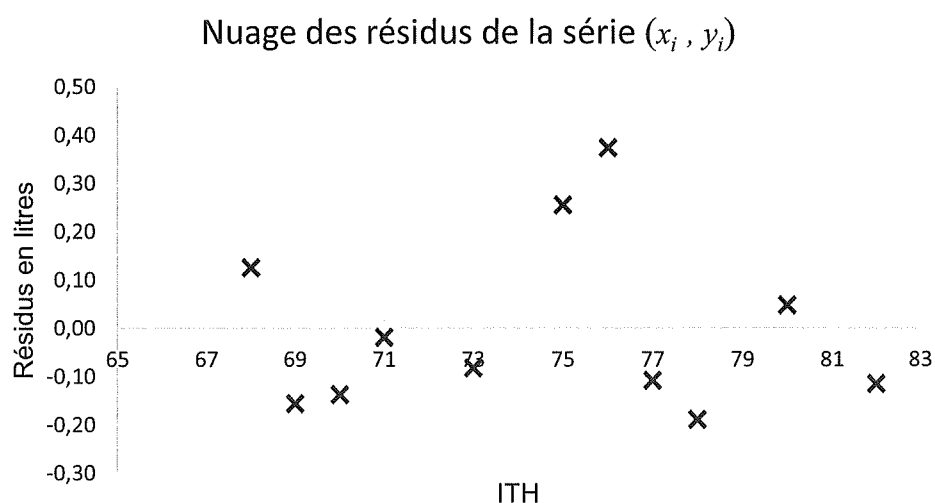 Nuage des résidus de la série (xᵢ , yᵢ)
0,50
0,40
0,30
0,20
0,10
0,00
-0,10
-0,20
-0,30
Résidus en litres
65 67 69 71 73 75 77 79 81 83
ITH